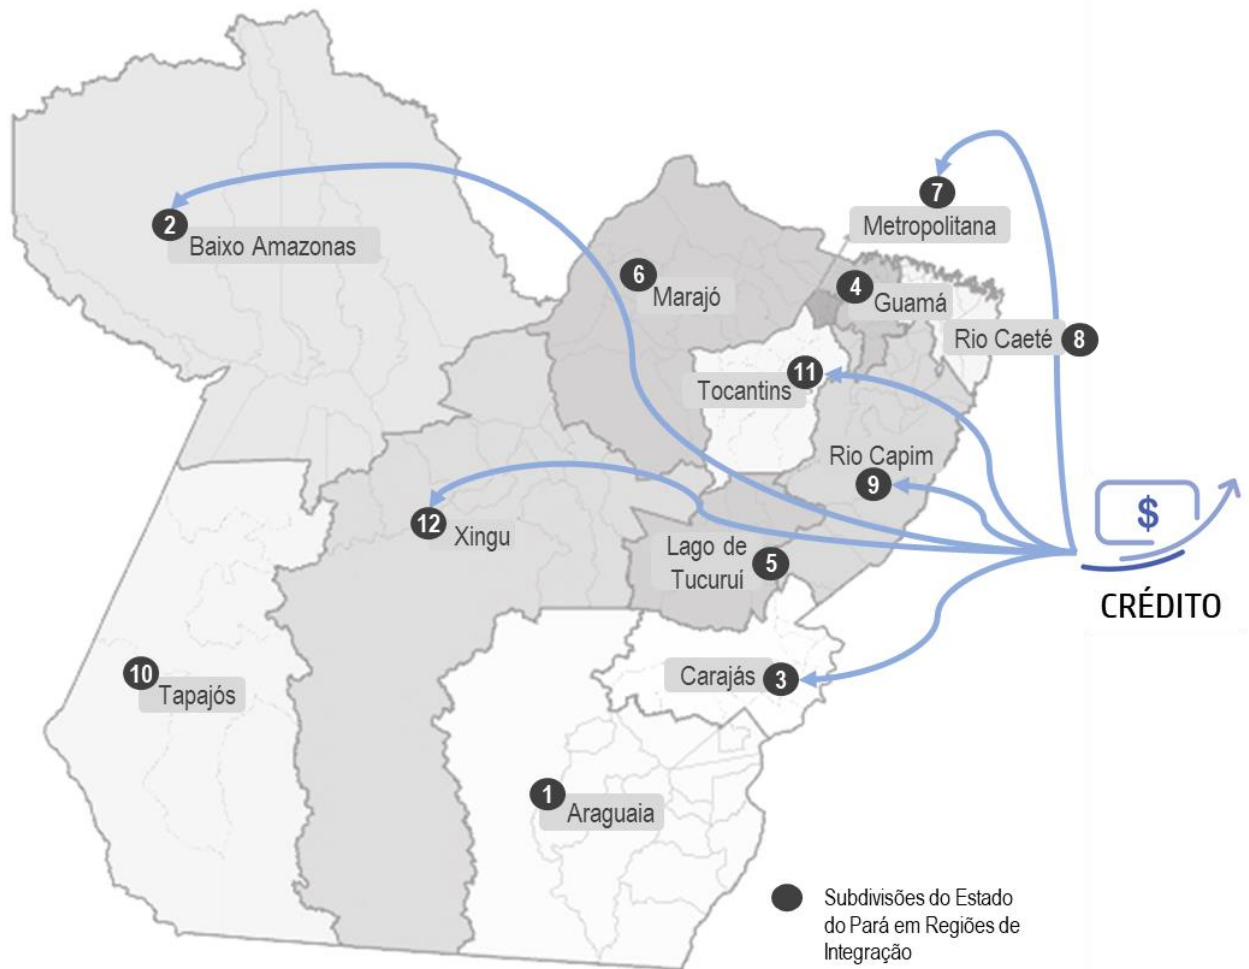 7
Metropolitana
2
Baixo Amazonas
6
Marajó
4
Guamá
Rio Caeté 8
11
Tocantins
Rio Capim
9
$
12
Xingu
Lago de
Tucuruí
5
CRÉDITO
10
Tapajós
Carajás 3
1
Araguaia
Subdivisões do Estado
do Pará em Regiões de
Integração